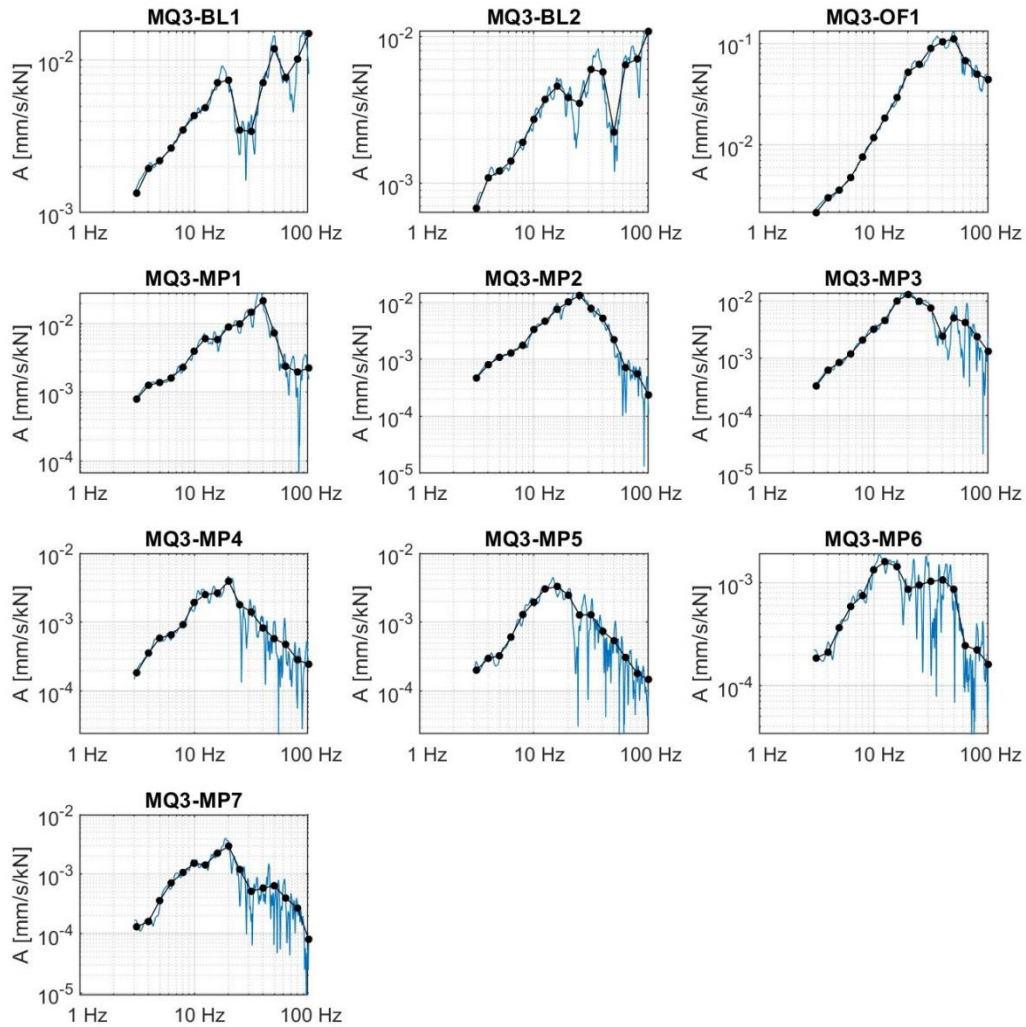 MQ3-BL1
A [mm/s/kN]
10^-2
10^-3
1 Hz 10 Hz 100 Hz
MQ3-BL2
A [mm/s/kN]
10^-2
10^-3
1 Hz 10 Hz 100 Hz
MQ3-OF1
A [mm/s/kN]
10^-1
10^-2
1 Hz 10 Hz 100 Hz
MQ3-MP1
A [mm/s/kN]
10^-2
10^-3
10^-4
1 Hz 10 Hz 100 Hz
MQ3-MP2
A [mm/s/kN]
10^-2
10^-3
10^-4
10^-5
1 Hz 10 Hz 100 Hz
MQ3-MP3
A [mm/s/kN]
10^-2
10^-3
10^-4
10^-5
1 Hz 10 Hz 100 Hz
MQ3-MP4
A [mm/s/kN]
10^-2
10^-3
10^-4
1 Hz 10 Hz 100 Hz
MQ3-MP5
A [mm/s/kN]
10^-2
10^-3
10^-4
1 Hz 10 Hz 100 Hz
MQ3-MP6
A [mm/s/kN]
10^-3
10^-4
1 Hz 10 Hz 100 Hz
MQ3-MP7
A [mm/s/kN]
10^-2
10^-3
10^-4
10^-5
1 Hz 10 Hz 100 Hz